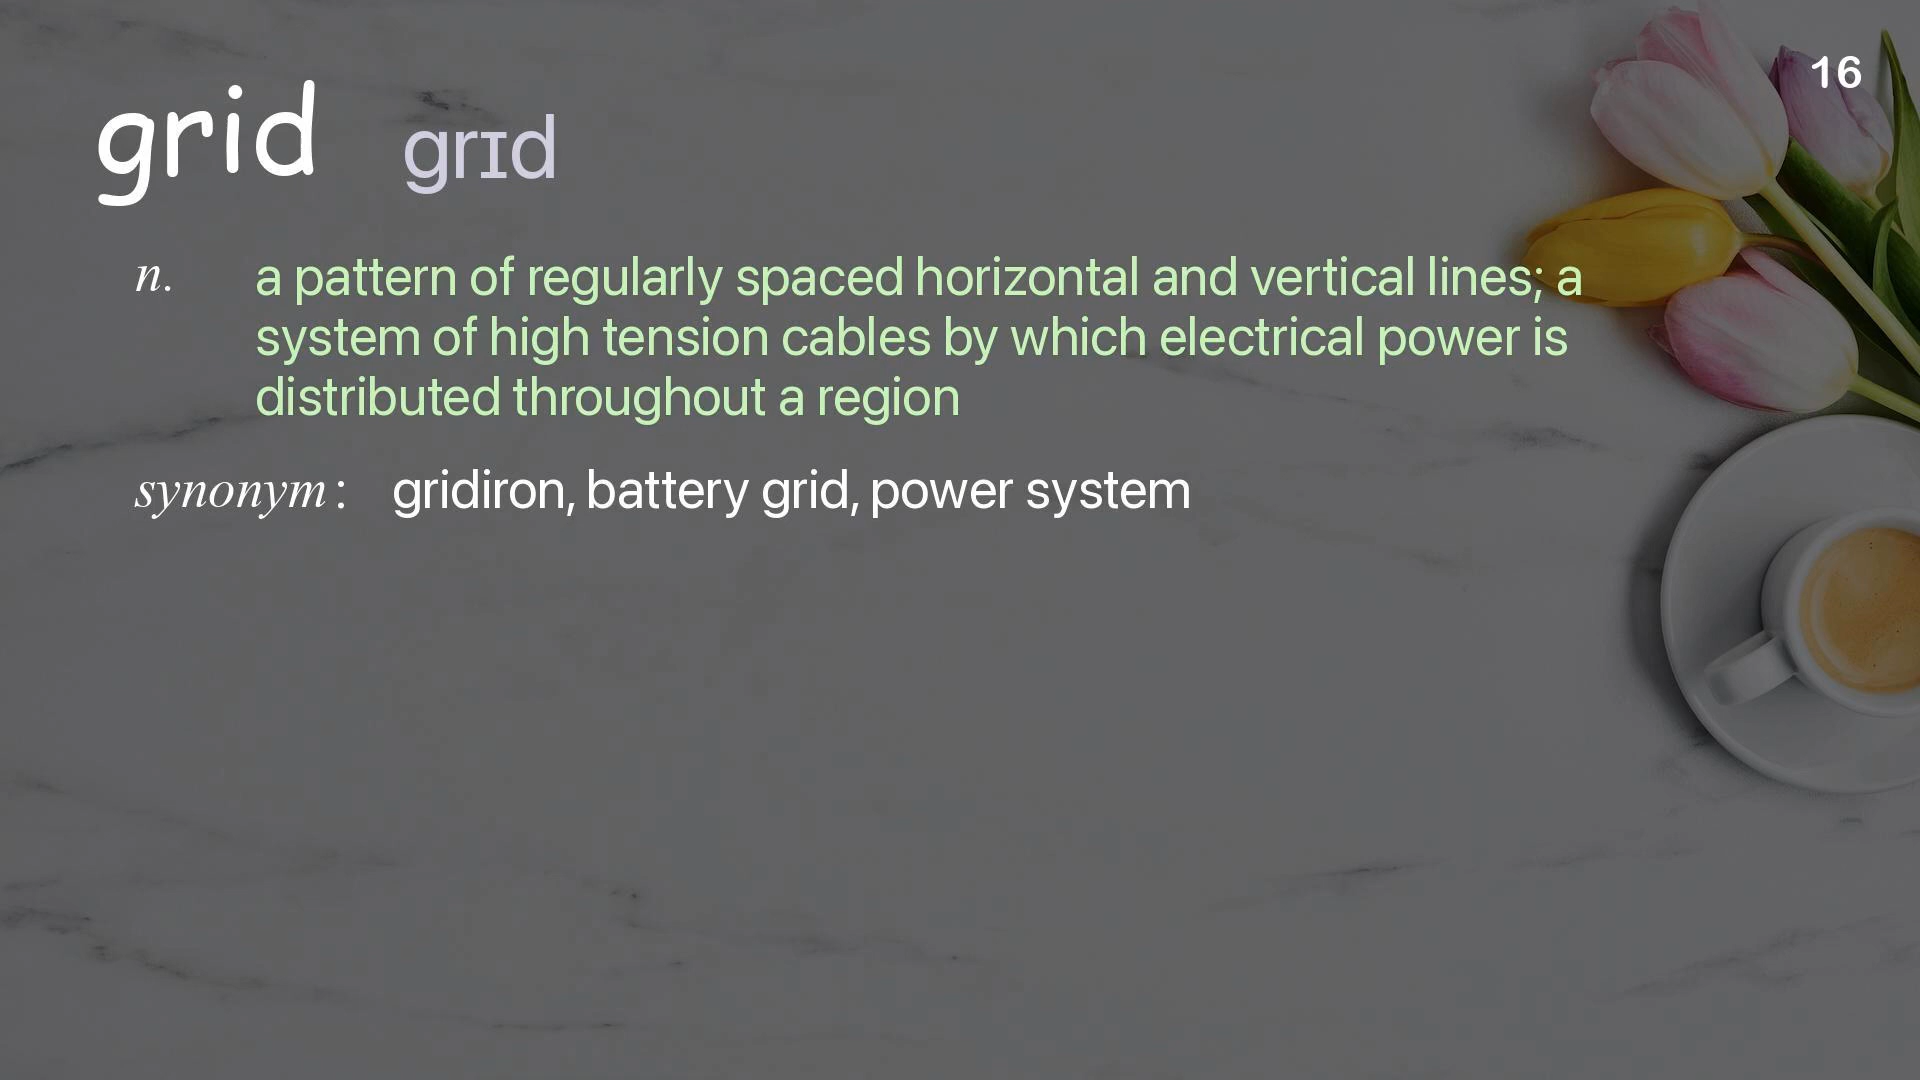 16
grid grɪd
n. a pattern of regularly spaced horizontal and vertical lines; a
system of high tension cables by which electrical power is
distributed throughout a region
synonym: gridiron, battery grid, power system